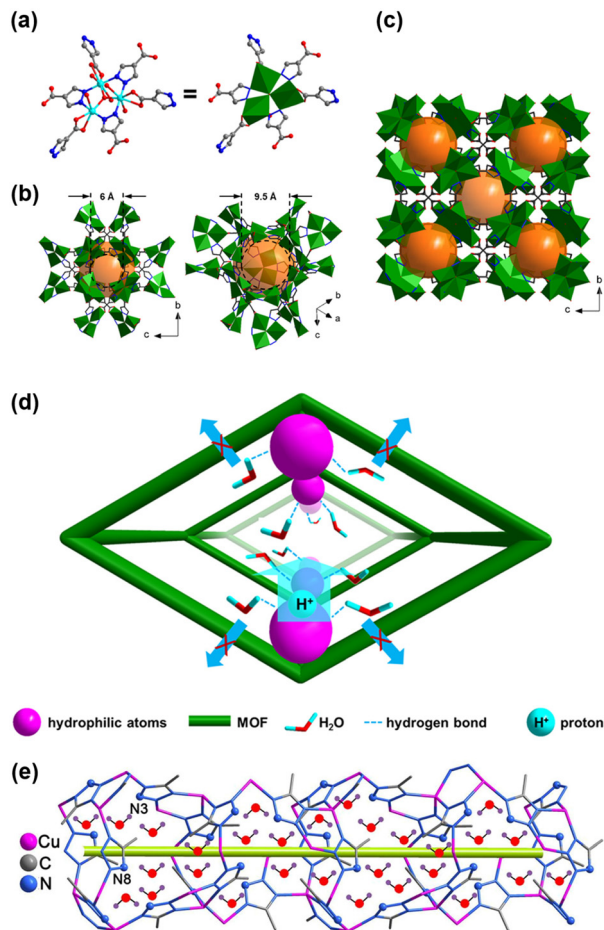 (a)
=
(b)
6 Å
9.5 Å
b
c
b
a
c
(c)
b
c
(d)
H+
hydrophilic atoms
MOF
H₂O
hydrogen bond
H+
proton
(e)
N3
N8
Cu
C
N